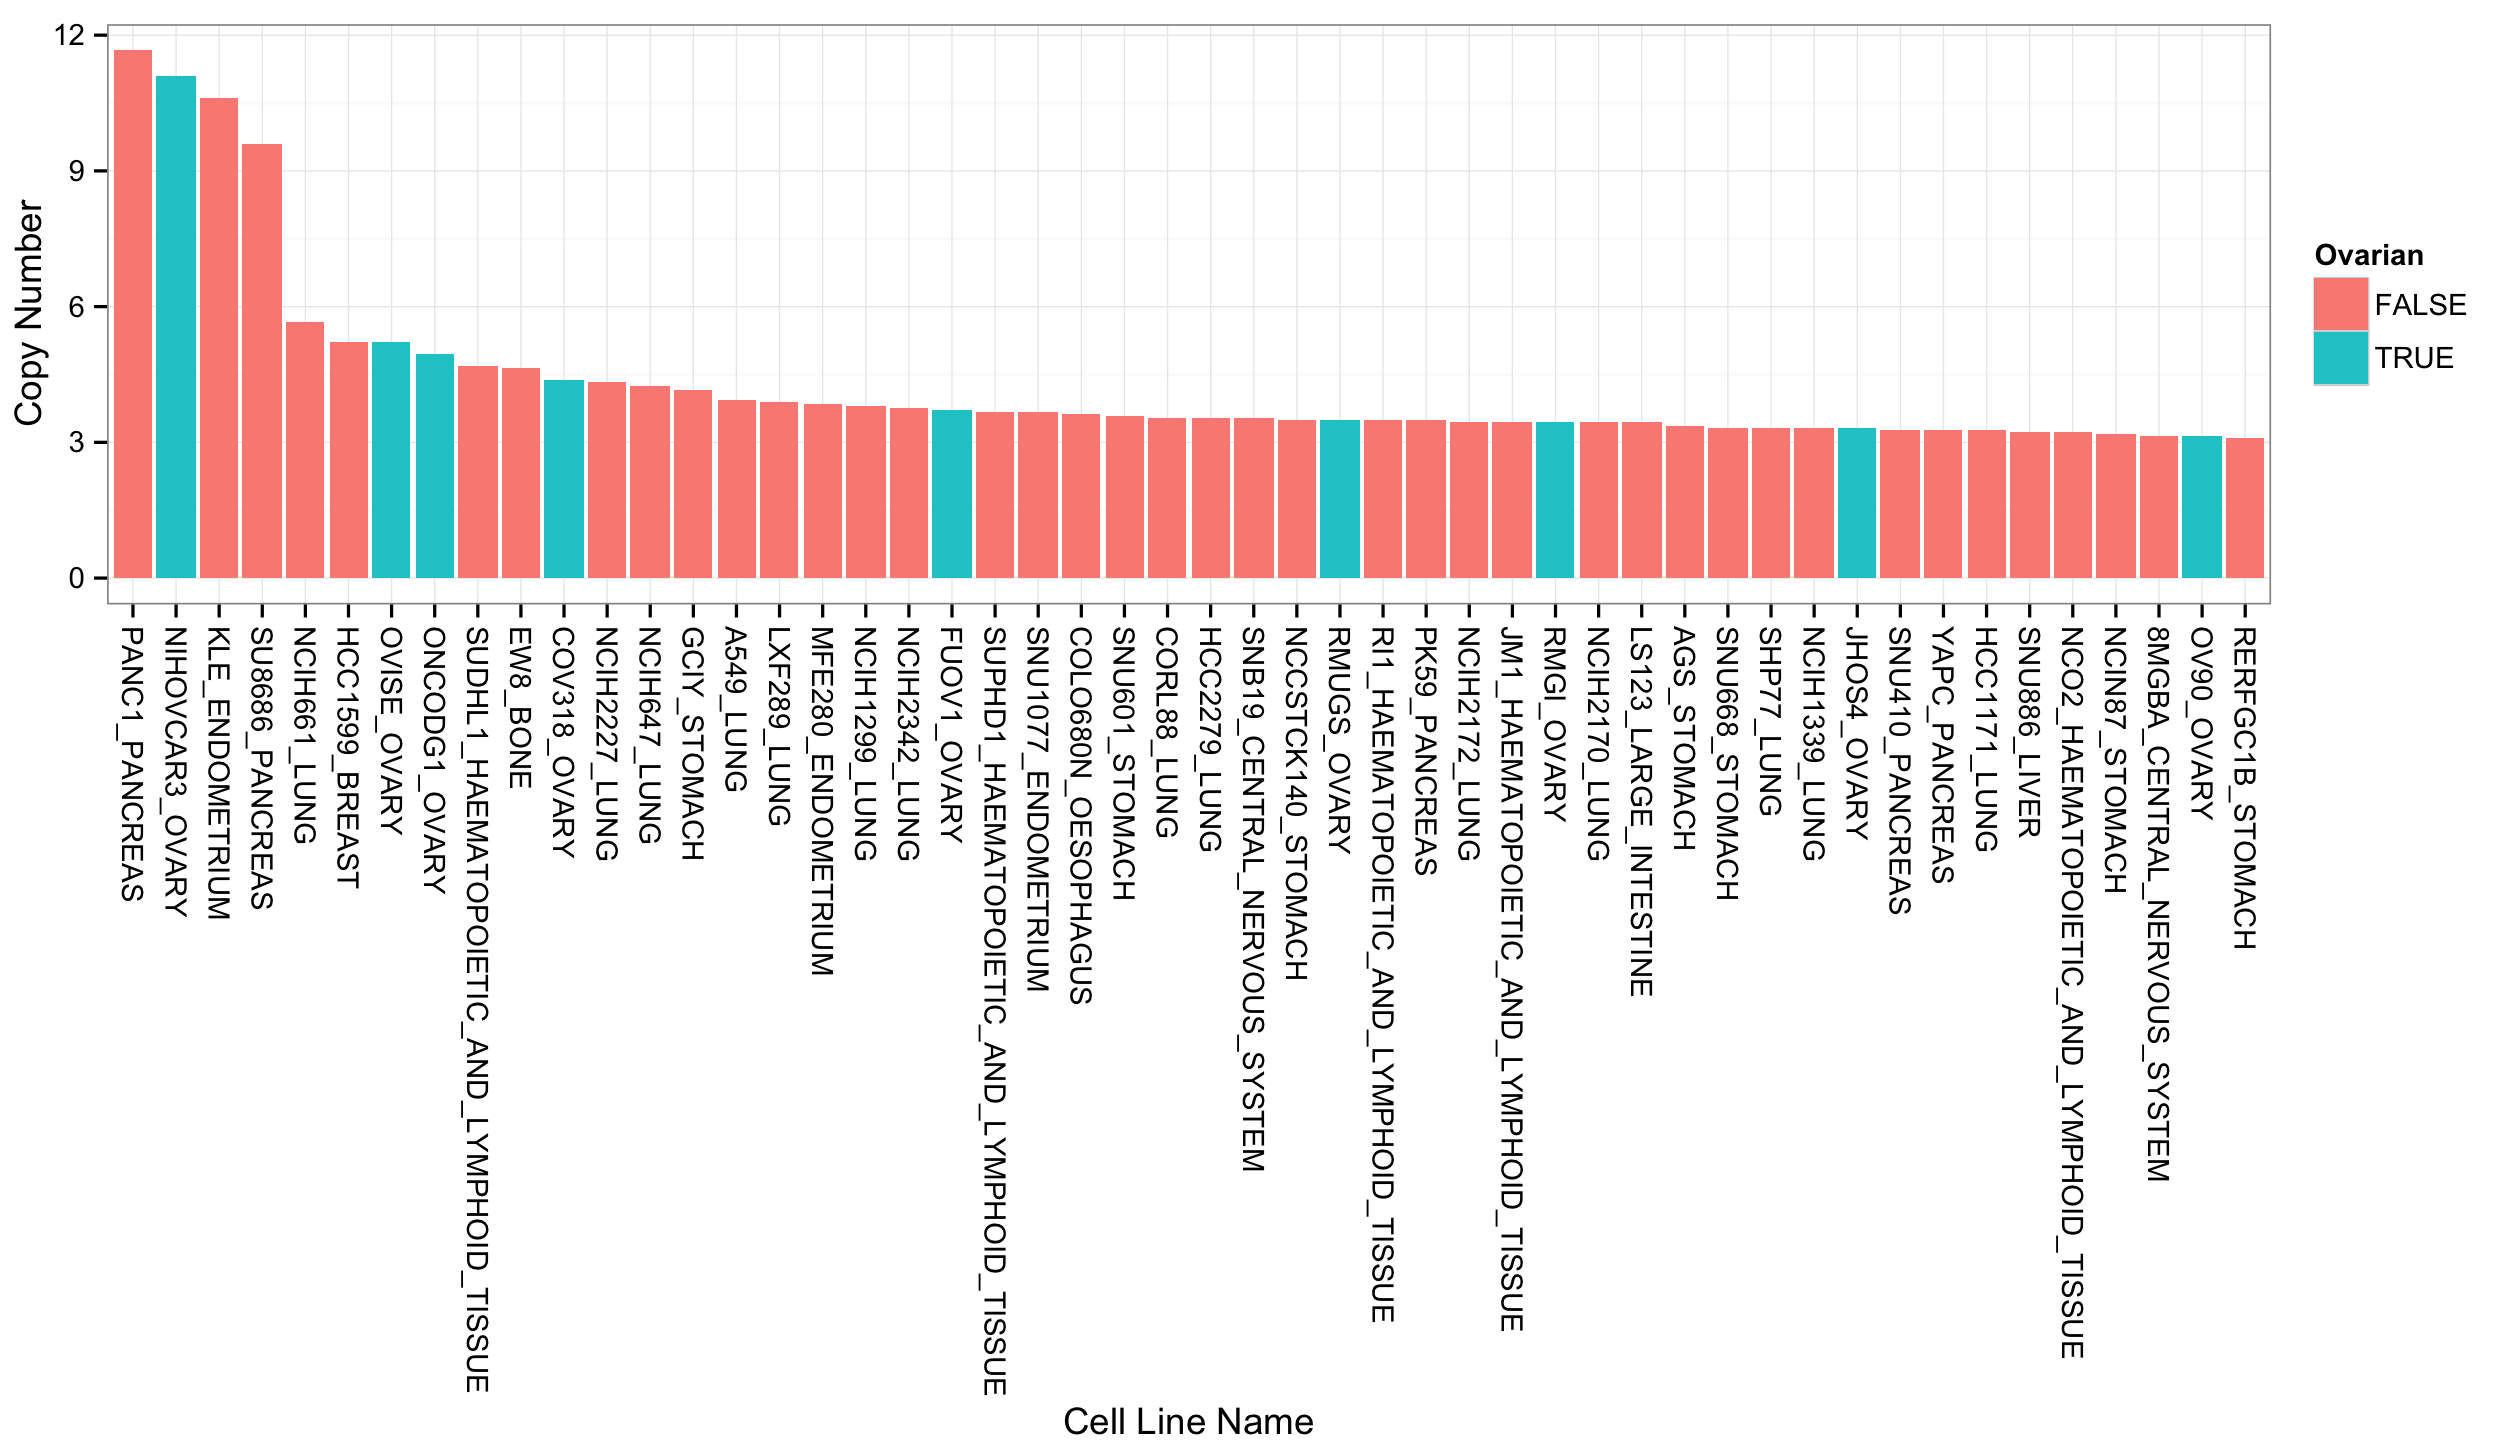 12
9
6
3
0
Copy Number
PANC1_PANCREAS
NIHOVCAR3_OVARY
KLE_ENDOMETRIUM
SU8686_PANCREAS
NCIH661_LUNG
HCC1599_BREAST
OVISE_OVARY
ONCODG1_OVARY
SUDHL1_HAEMATOPOIETIC_AND_LYMPHOID_TISSUE
EW8_BONE
COV318_OVARY
NCIH2227_LUNG
NCIH647_LUNG
GCIY_STOMACH
A549_LUNG
LXF289_LUNG
MFE280_ENDOMETRIUM
NCIH1299_LUNG
NCIH2342_LUNG
FUOV1_OVARY
SUPHD1_HAEMATOPOIETIC_AND_LYMPHOID_TISSUE
SNU1077_ENDOMETRIUM
COLO680N_OESOPHAGUS
SNU601_STOMACH
CORL88_LUNG
HCC2279_LUNG
SNB19_CENTRAL_NERVOUS_SYSTEM
NCCSTCK140_STOMACH
RMUGS_OVARY
RI1_HAEMATOPOIETIC_AND_LYMPHOID_TISSUE
PK59_PANCREAS
NCIH2172_LUNG
JM1_HAEMATOPOIETIC_AND_LYMPHOID_TISSUE
RMGI_OVARY
NCIH2170_LUNG
LS123_LARGE_INTESTINE
AGS_STOMACH
SNU668_STOMACH
SHP77_LUNG
NCIH1339_LUNG
JHOS4_OVARY
SNU410_PANCREAS
YAPC_PANCREAS
HCC1171_LUNG
SNU886_LIVER
NCO2_HAEMATOPOIETIC_AND_LYMPHOID_TISSUE
NCIN87_STOMACH
8MGBA_CENTRAL_NERVOUS_SYSTEM
OV90_OVARY
RERFGC1B_STOMACH
Cell Line Name
Ovarian
FALSE
TRUE